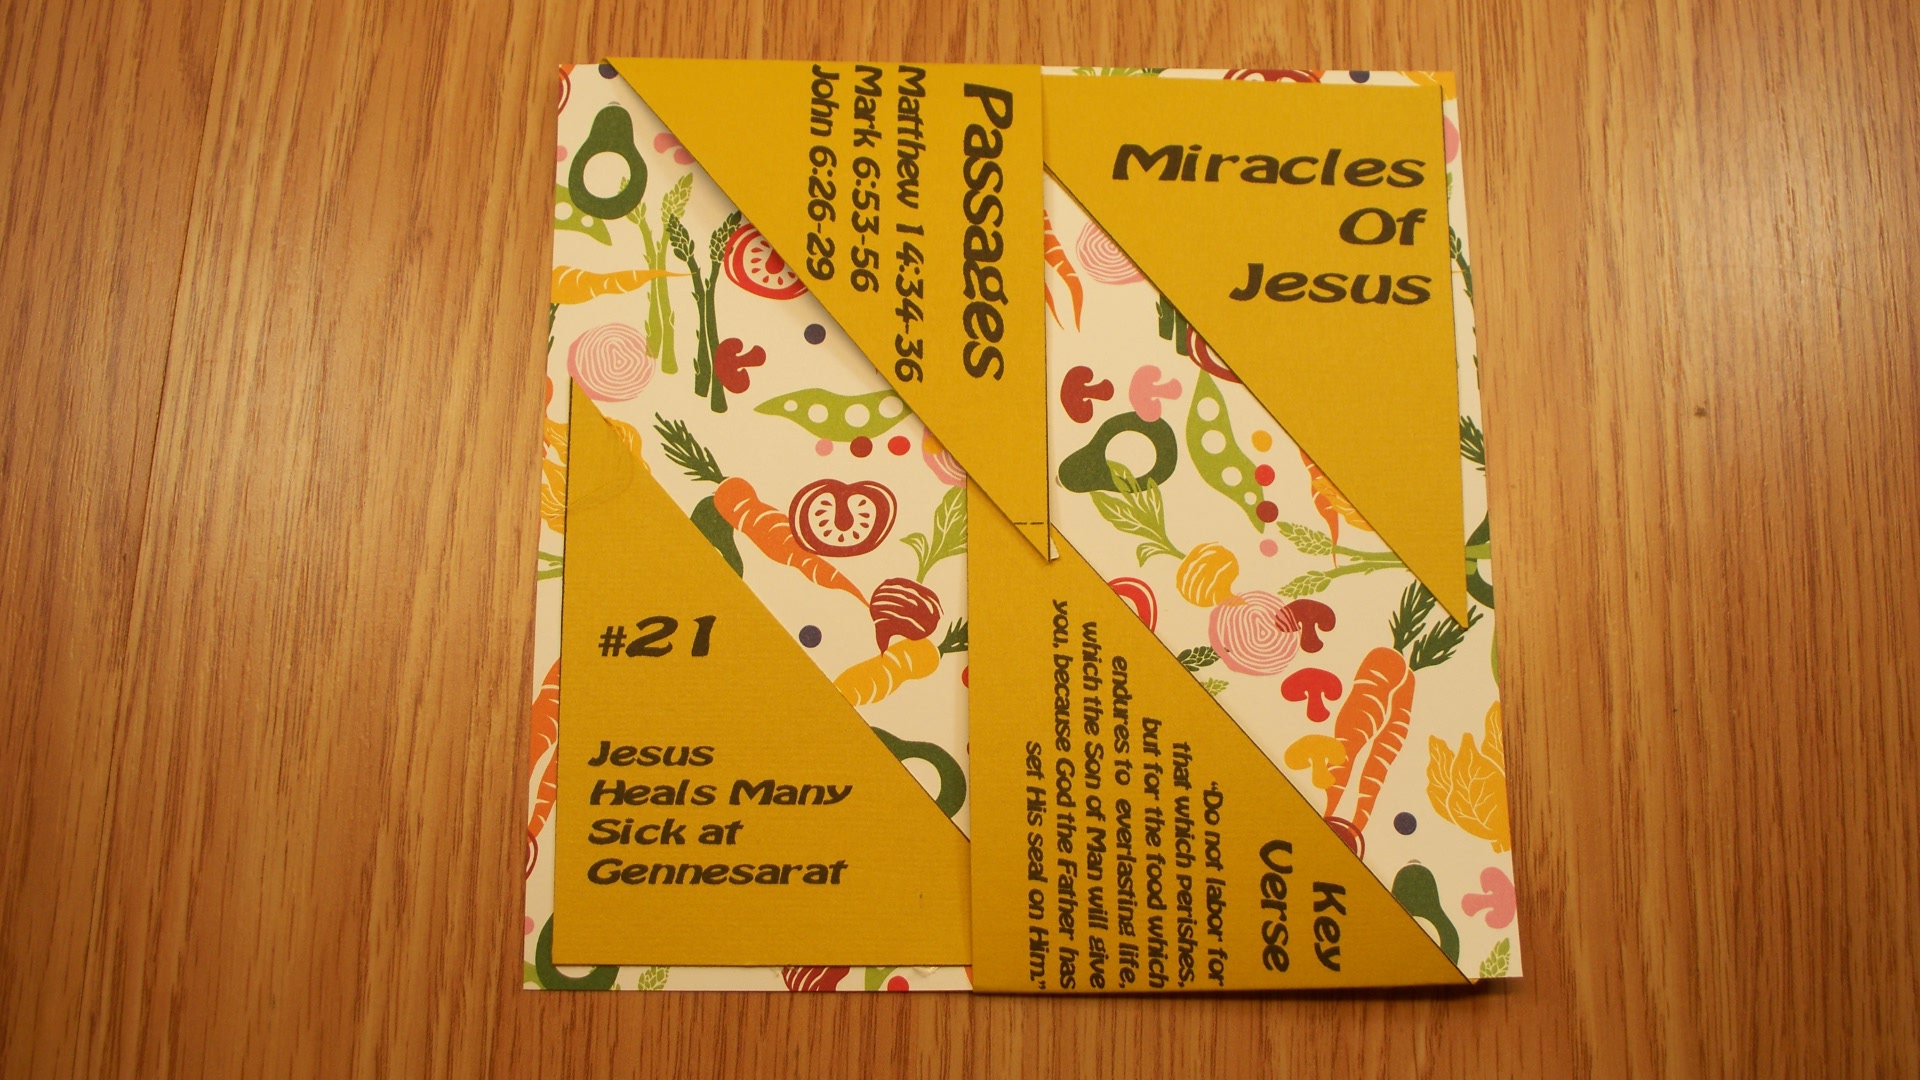 Miracles
Of
Jesus
Passages
Matthew 14:34-36
Mark 6:53-56
John 6:26-29
#21
Jesus
Heals Many
Sick at
Gennesarat
Key
Verse
"Do not labor for
that which perishes,
but for the food which
endures to everlasting life,
which the Son of Man will give
you, because God the Father has
set His seal on Him."